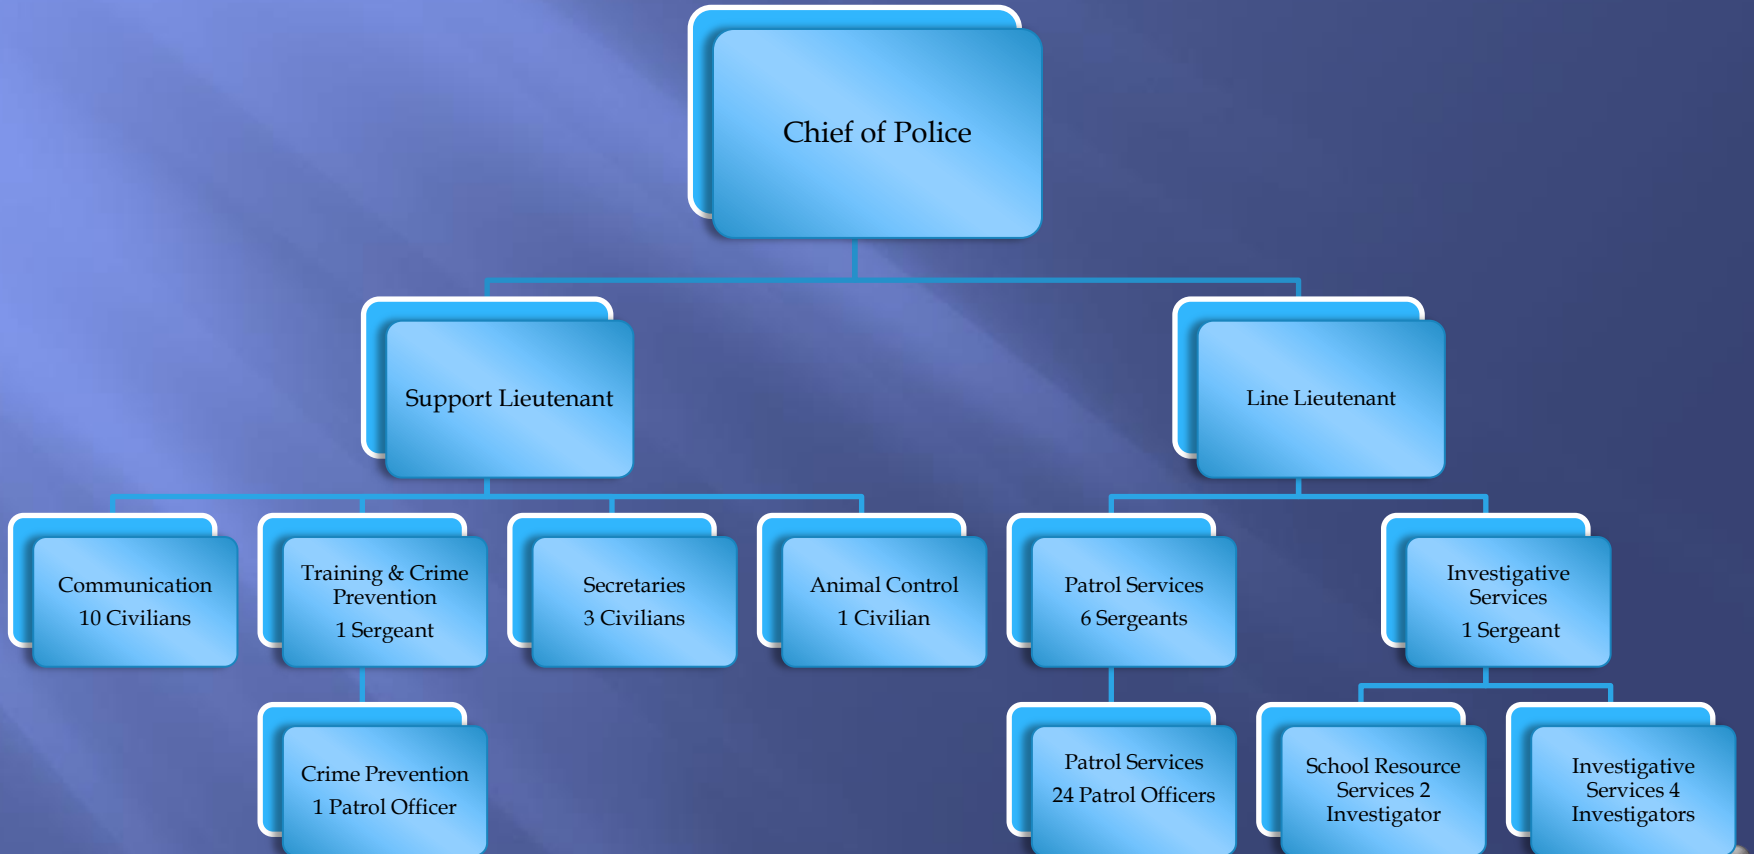 Chief of Police
Support Lieutenant
Line Lieutenant
Communication
10 Civilians
Training & Crime
Prevention
1 Sergeant
Secretaries
3 Civilians
Animal Control
1 Civilian
Patrol Services
6 Sergeants
Investigative
Services
1 Sergeant
Crime Prevention
1 Patrol Officer
Patrol Services
24 Patrol Officers
School Resource
Services 2
Investigator
Investigative
Services 4
Investigators